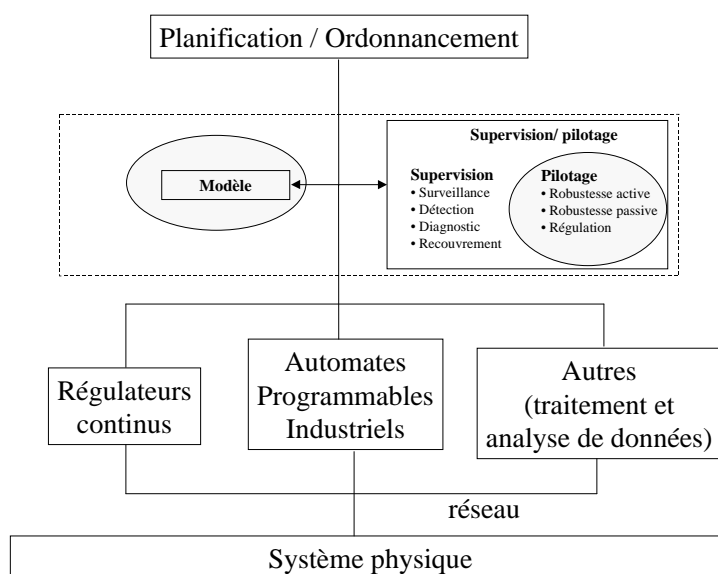 Planification / Ordonnancement
Supervision/ pilotage
Modèle
Supervision
• Surveillance
• Détection
• Diagnostic
• Recouvrement
Pilotage
• Robustesse active
• Robustesse passive
• Régulation
Régulateurs
continus
Automates
Programmables
Industriels
Autres
(traitement et
analyse de données)
réseau
Système physique